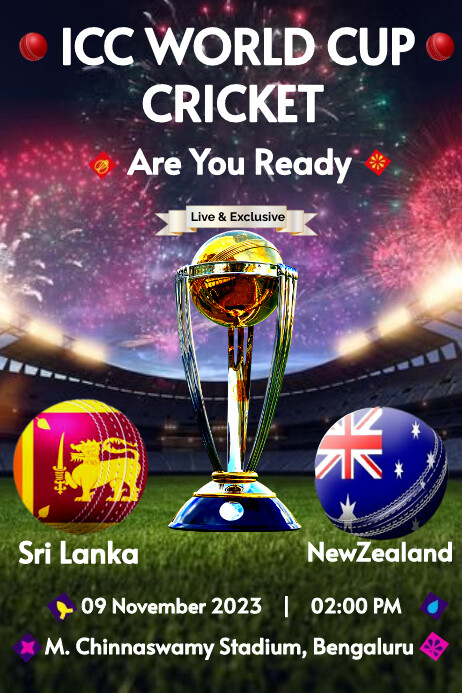 ICC WORLD CUP
CRICKET
Are You Ready
Live & Exclusive
Sri Lanka
NewZealand
09 November 2023 | 02:00 PM
M. Chinnaswamy Stadium, Bengaluru